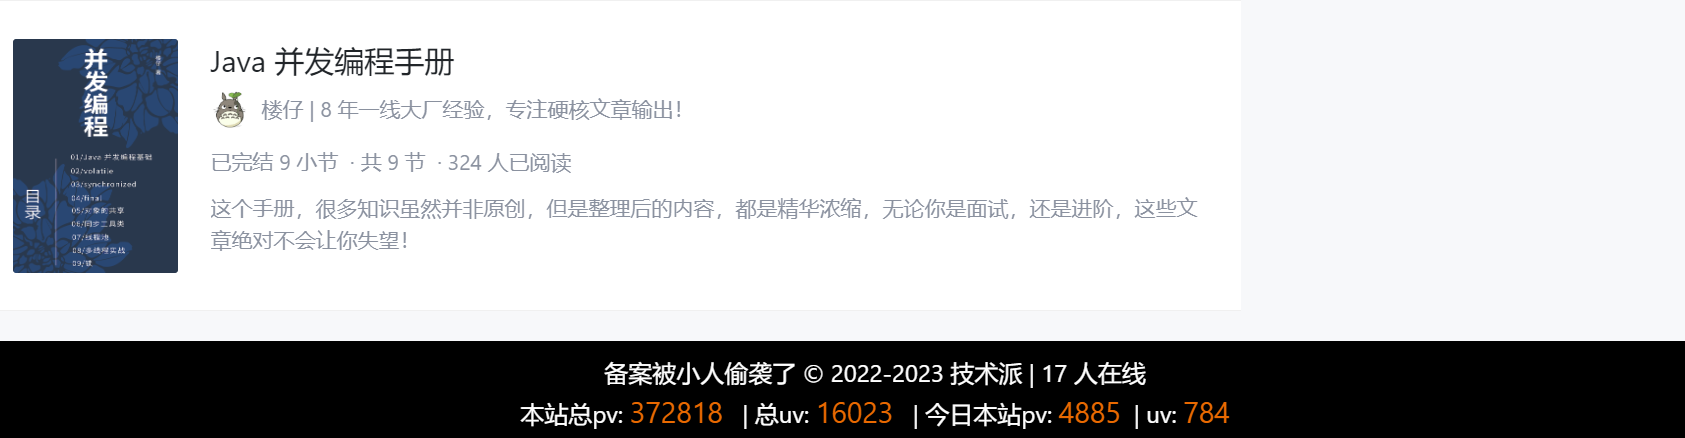 并发编程
楼仔 著
目录
01/Java 并发编程基础
02/volatile
03/synchronized
04/final
05/对象的共享
06/同步工具类
07/线程池
08/多线程实战
09/锁
Java 并发编程手册
楼仔 | 8 年一线大厂经验，专注硬核文章输出！
已完结 9 小节 · 共 9 节 · 324 人已阅读
这个手册，很多知识虽然并非原创，但是整理后的内容，都是精华浓缩，无论你是面试，还是进阶，这些文
章绝对不会让你失望！
备案被小人偷袭了 © 2022-2023 技术派 | 17 人在线
本站总pv: 372818 | 总uv: 16023 | 今日本站pv: 4885 | uv: 784